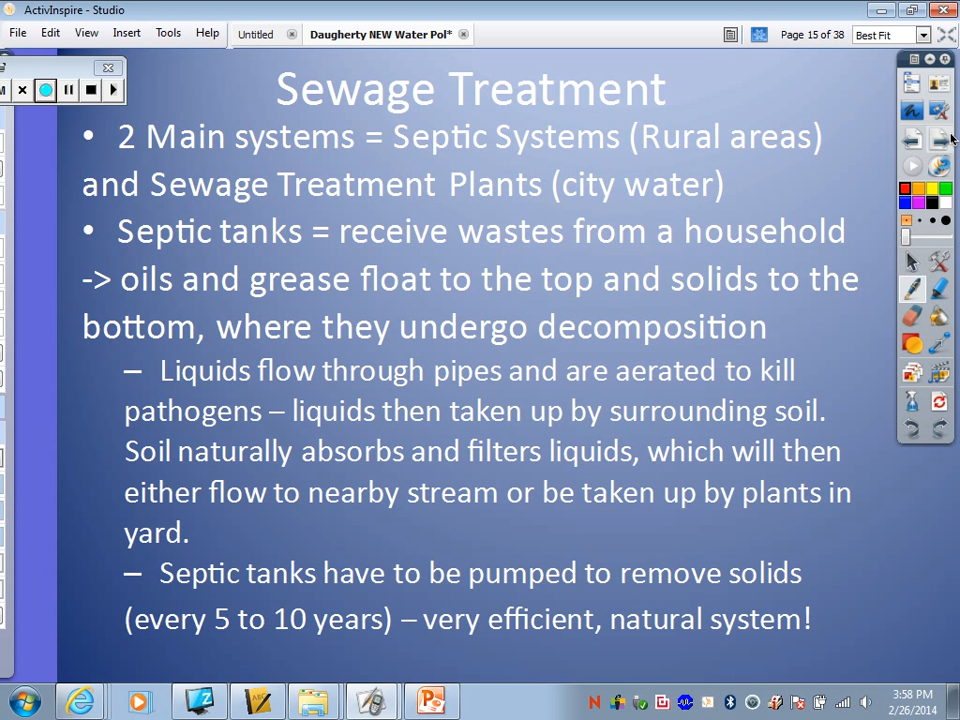 ActivInspire - Studio
File Edit View Insert Tools Help Untitled Daugherty NEW Water Pol* Page 15 of 38 Best Fit
Sewage Treatment
• 2 Main systems = Septic Systems (Rural areas)
and Sewage Treatment Plants (city water)
• Septic tanks = receive wastes from a household
-> oils and grease float to the top and solids to the
bottom, where they undergo decomposition
– Liquids flow through pipes and are aerated to kill
pathogens – liquids then taken up by surrounding soil.
Soil naturally absorbs and filters liquids, which will then
either flow to nearby stream or be taken up by plants in
yard.
– Septic tanks have to be pumped to remove solids
(every 5 to 10 years) – very efficient, natural system!
3:58 PM
2/26/2014